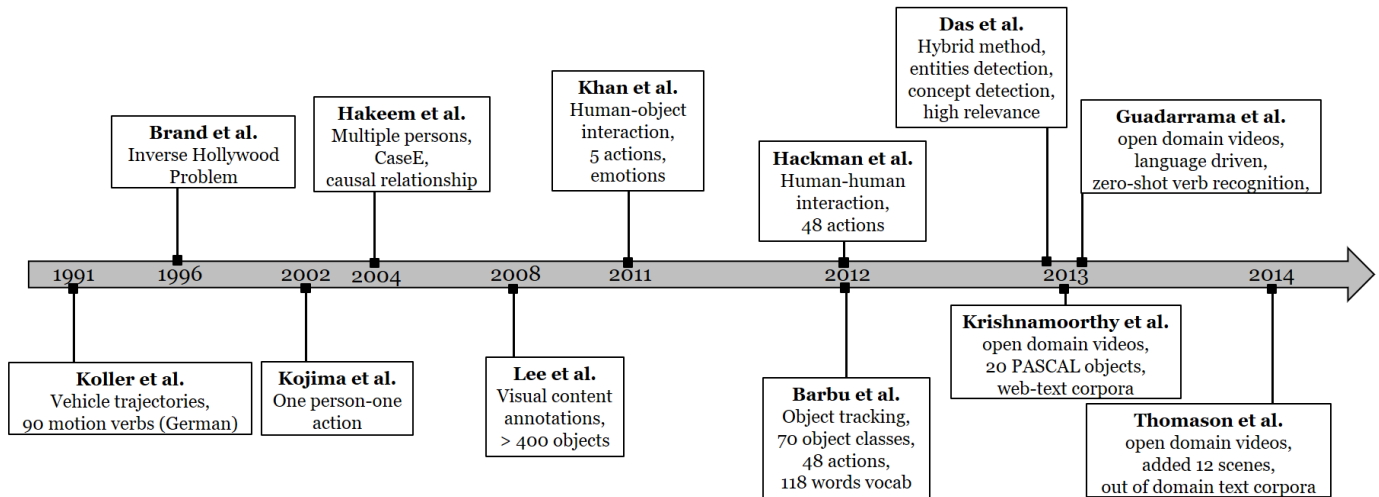 Das et al.
Hybrid method,
entities detection,
concept detection,
high relevance
Khan et al.
Human-object
interaction,
5 actions,
emotions
Hakeem et al.
Multiple persons,
CaseE,
causal relationship
Guadarrama et al.
open domain videos,
language driven,
zero-shot verb recognition,
Brand et al.
Inverse Hollywood
Problem
Hackman et al.
Human-human
interaction,
48 actions
1991
1996
2002
2004
2008
2011
2012
2013
2014
Koller et al.
Vehicle trajectories,
90 motion verbs (German)
Kojima et al.
One person-one
action
Lee et al.
Visual content
annotations,
> 400 objects
Barbu et al.
Object tracking,
70 object classes,
48 actions,
118 words vocab
Krishnamoorthy et al.
open domain videos,
20 PASCAL objects,
web-text corpora
Thomason et al.
open domain videos,
added 12 scenes,
out of domain text corpora